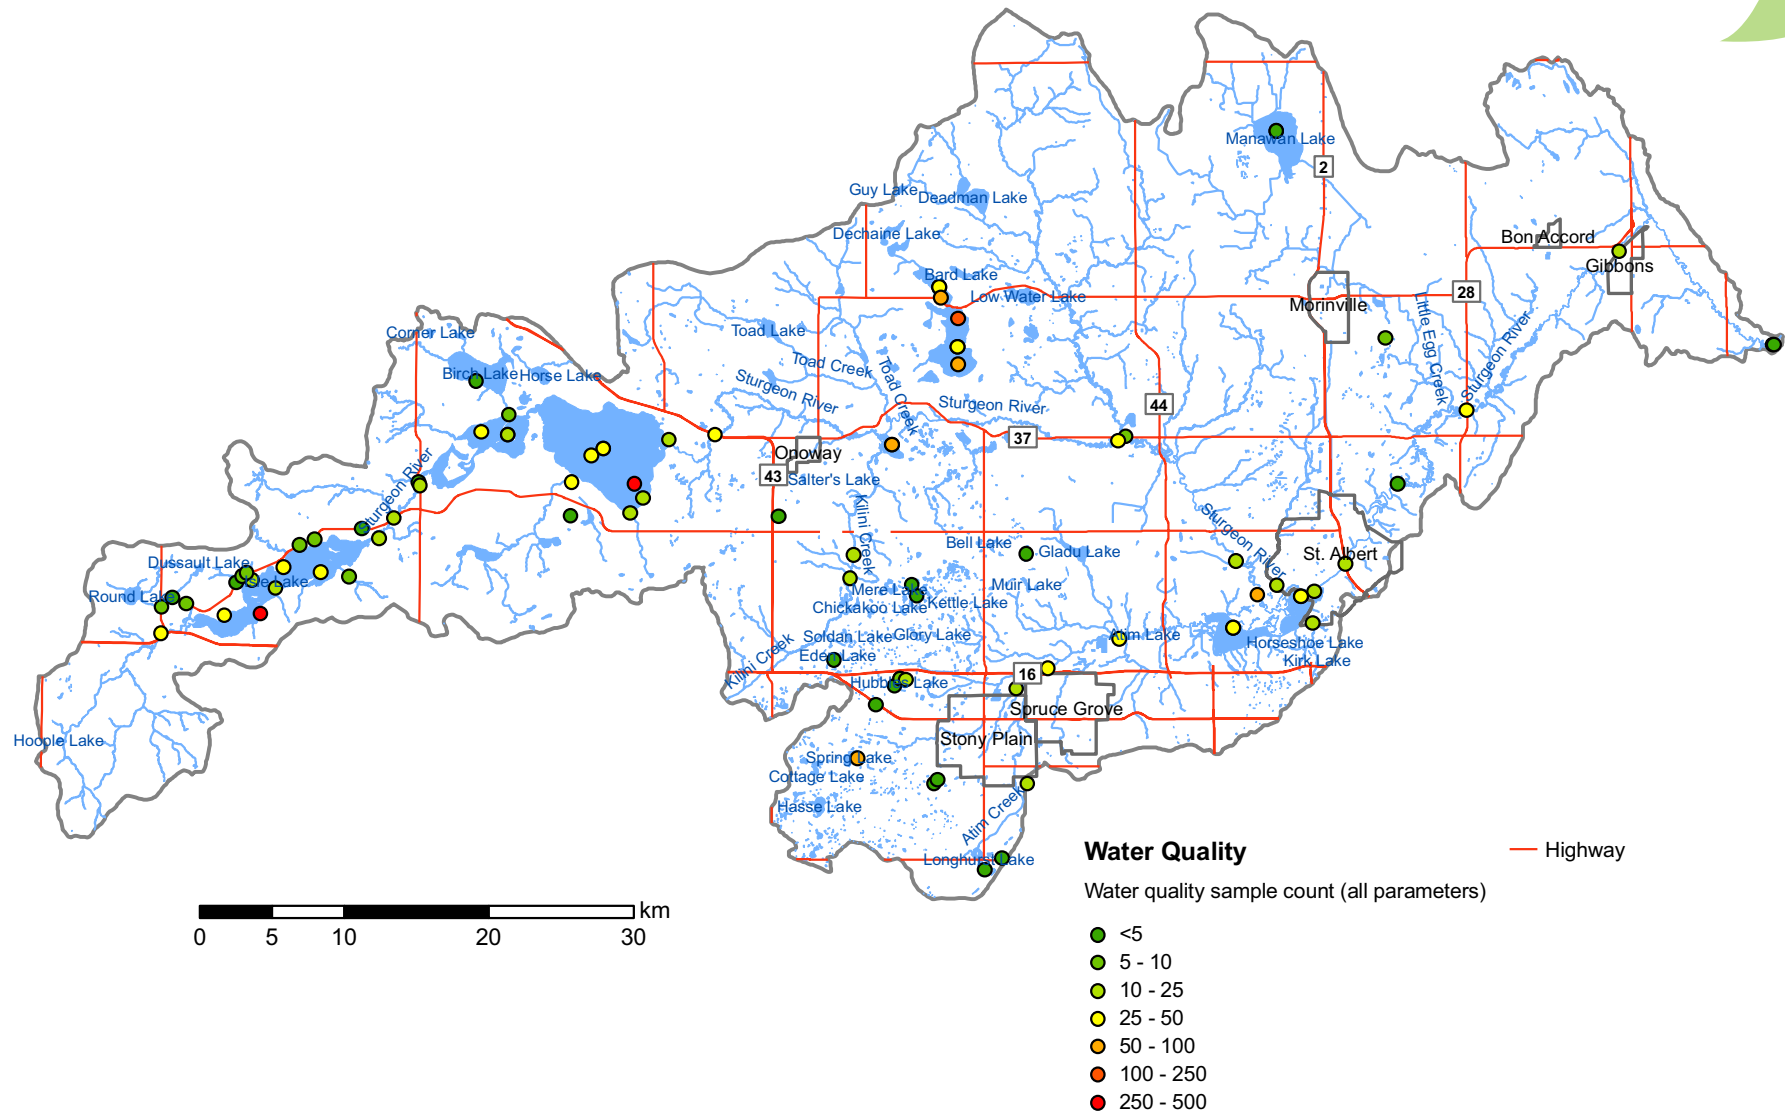 Manawan Lake
2
Guy Lake
Deadman Lake
Dechaine Lake
Bon Accord
Gibbons
Bard Lake
Low Water Lake
28
Morinville
Little Egg Creek
Sturgeon River
Corner Lake
Toad Lake
Toad Creek
Toad Creek
Birch Lake
Horse Lake
Sturgeon River
Sturgeon River
44
37
Onoway
43
Salter's Lake
Sturgeon River
Kilini Creek
Sturgeon River
Bell Lake
Gladu Lake
St. Albert
Dussault Lake
Isle Lake
Round Lake
Mere Lake
Muir Lake
Chickakoo Lake
Kettle Lake
Soldan Lake
Glory Lake
Atim Lake
Horseshoe Lake
Eden Lake
Kirk Lake
Kilini Creek
16
Hubbles Lake
Spruce Grove
Hoople Lake
Stony Plain
Spring Lake
Cottage Lake
Hasse Lake
Atim Creek
Longhurst Lake
Water Quality
Highway
Water quality sample count (all parameters)
<5
5 - 10
10 - 25
25 - 50
50 - 100
100 - 250
250 - 500
km
0 5 10 20 30